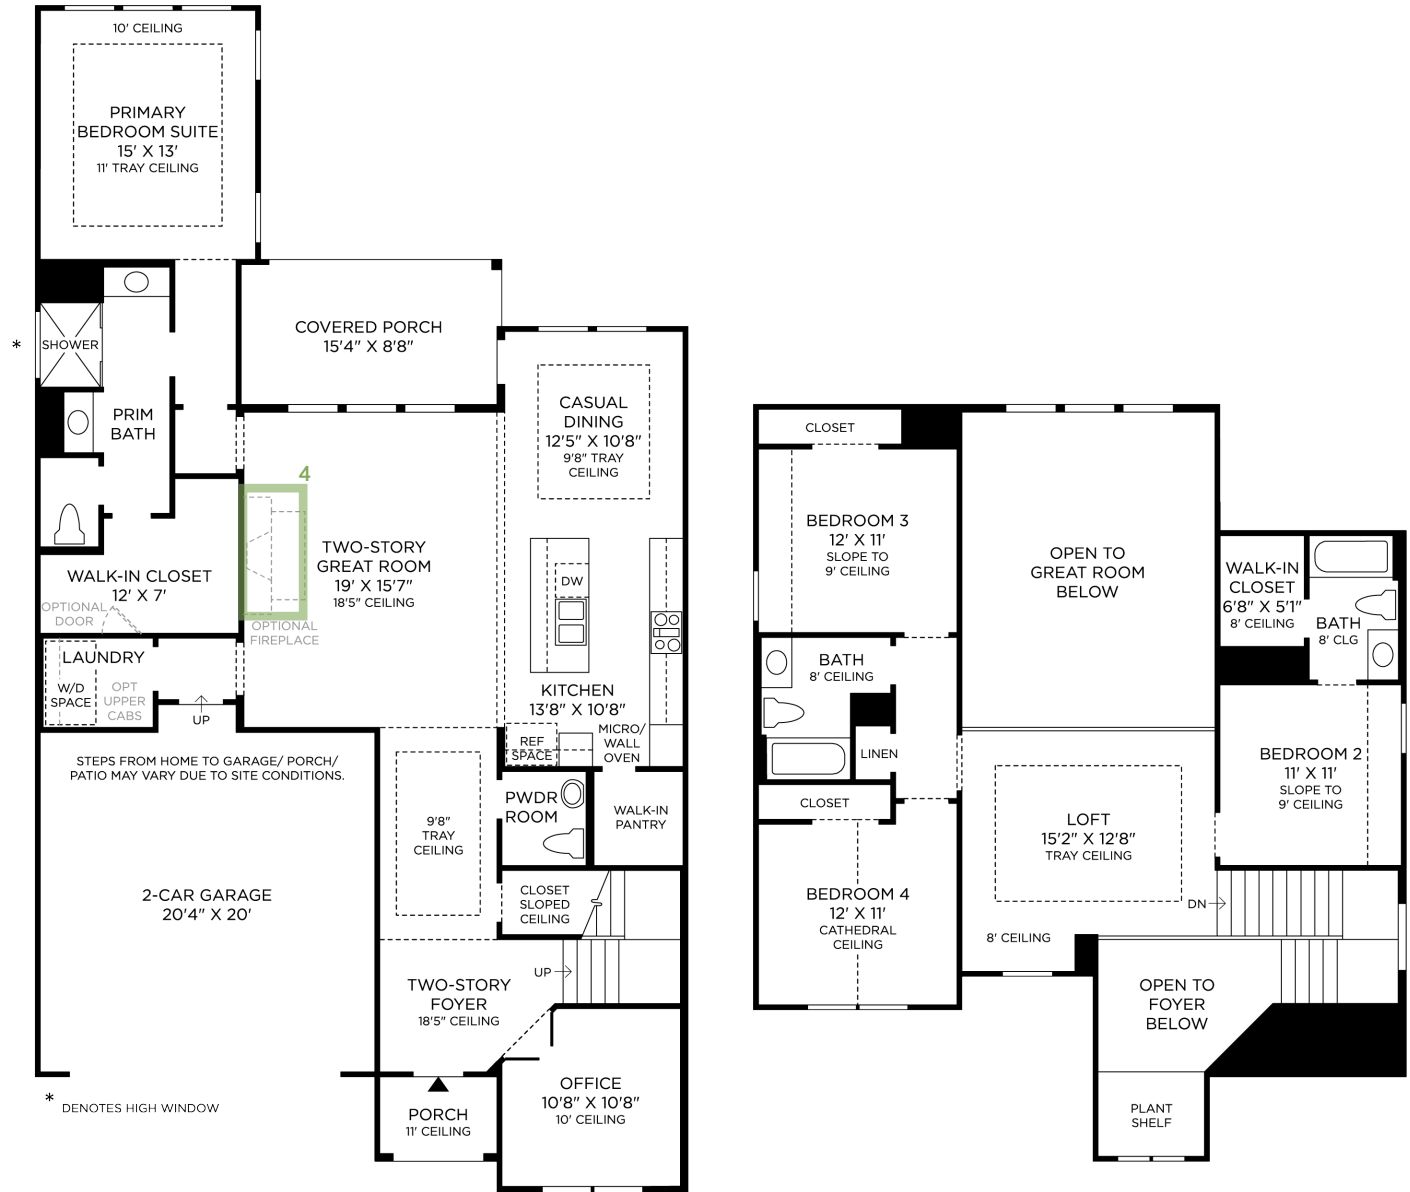 10' CEILING
PRIMARY
BEDROOM SUITE
15' X 13'
11' TRAY CEILING
COVERED PORCH
15'4" X 8'8"
*
SHOWER
PRIM
BATH
CASUAL
DINING
12'5" X 10'8"
9'8" TRAY
CEILING
4
TWO-STORY
GREAT ROOM
19' X 15'7"
18'5" CEILING
OPTIONAL
FIREPLACE
WALK-IN CLOSET
12' X 7'
OPTIONAL
DOOR
LAUNDRY
W/D
SPACE
OPT
UPPER
CABS
UP
DW
KITCHEN
13'8" X 10'8"
REF
SPACE
MICRO/
WALL
OVEN
STEPS FROM HOME TO GARAGE/ PORCH/
PATIO MAY VARY DUE TO SITE CONDITIONS.
9'8"
TRAY
CEILING
PWDR
ROOM
WALK-IN
PANTRY
2-CAR GARAGE
20'4" X 20'
CLOSET
SLOPED
CEILING
UP
TWO-STORY
FOYER
18'5" CEILING
OFFICE
10'8" X 10'8"
10' CEILING
PORCH
11' CEILING
* DENOTES HIGH WINDOW
CLOSET
BEDROOM 3
12' X 11'
SLOPE TO
9' CEILING
OPEN TO
GREAT ROOM
BELOW
WALK-IN
CLOSET
6'8" X 5'1"
8' CEILING
BATH
8' CLG
BATH
8' CEILING
LINEN
CLOSET
BEDROOM 2
11' X 11'
SLOPE TO
9' CEILING
LOFT
15'2" X 12'8"
TRAY CEILING
BEDROOM 4
12' X 11'
CATHEDRAL
CEILING
DN
8' CEILING
OPEN TO
FOYER
BELOW
PLANT
SHELF